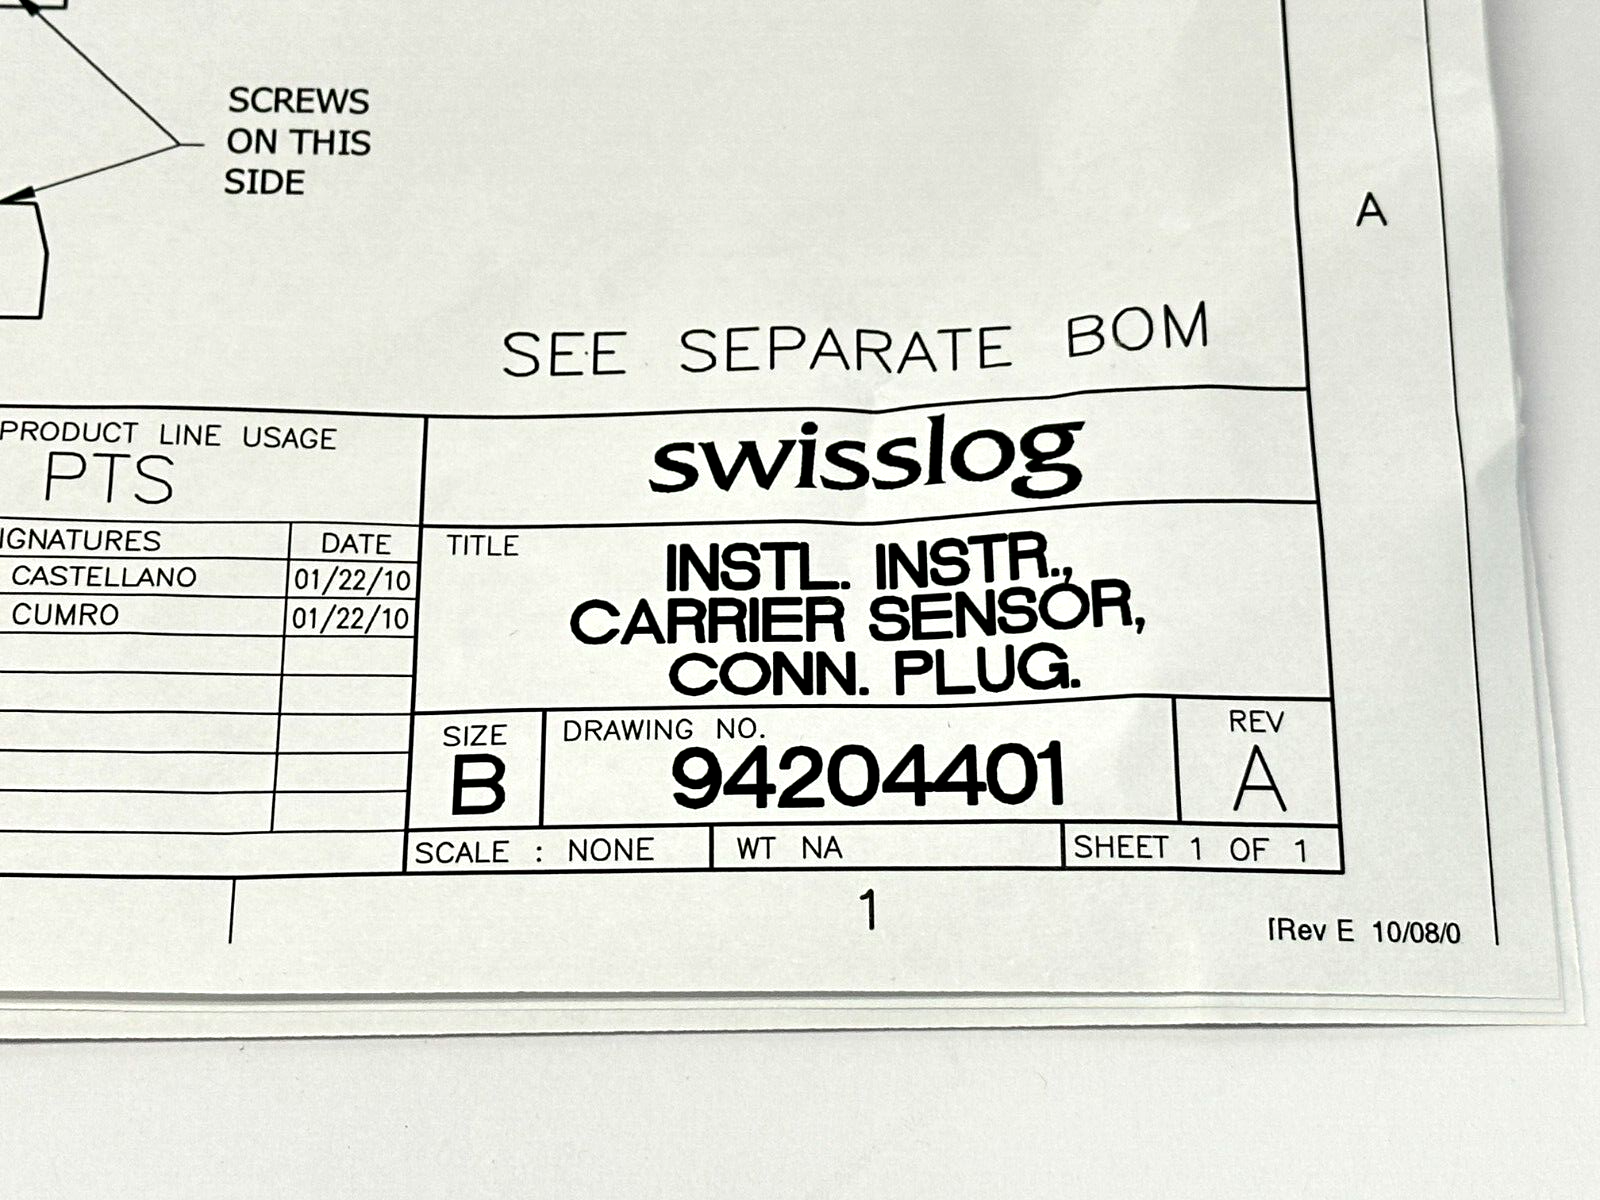 SCREWS
ON THIS
SIDE
A
SEE SEPARATE BOM
PRODUCT LINE USAGE
PTS
swisslog
IGNATURES DATE
CASTELLANO 01/22/10
CUMRO 01/22/10
TITLE
INSTL. INSTR.,
CARRIER SENSOR,
CONN. PLUG.
SIZE
B
DRAWING NO.
94204401
REV
A
SCALE : NONE WT NA SHEET 1 OF 1
1
Rev E 10/08/0